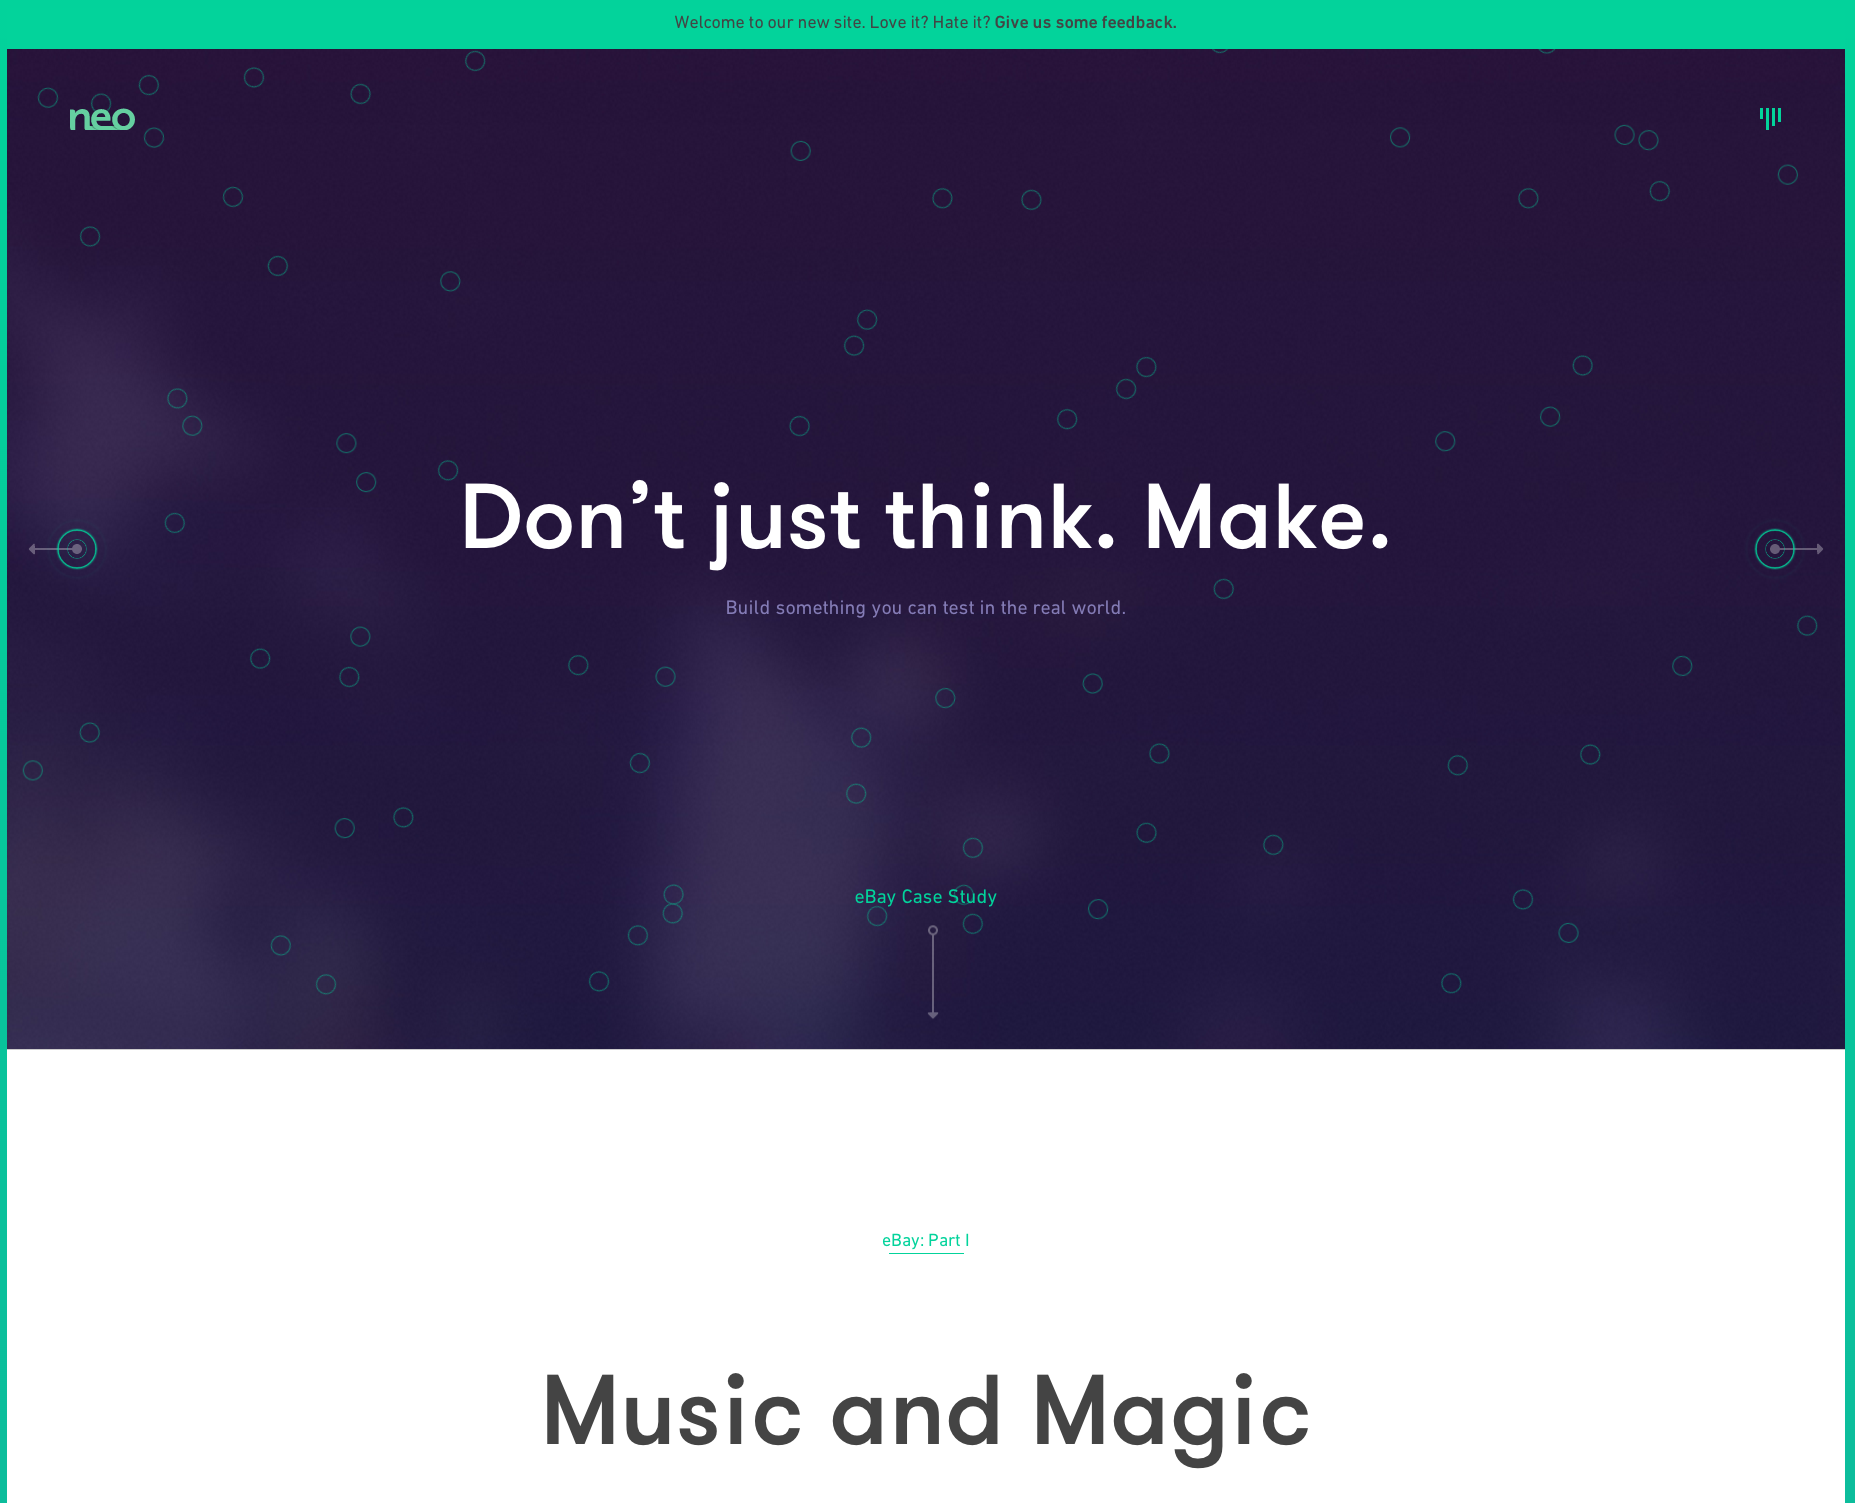 Welcome to our new site. Love it? Hate it? Give us some feedback.
neo
Don’t just think. Make.
Build something you can test in the real world.
eBay Case Study
eBay: Part I
Music and Magic